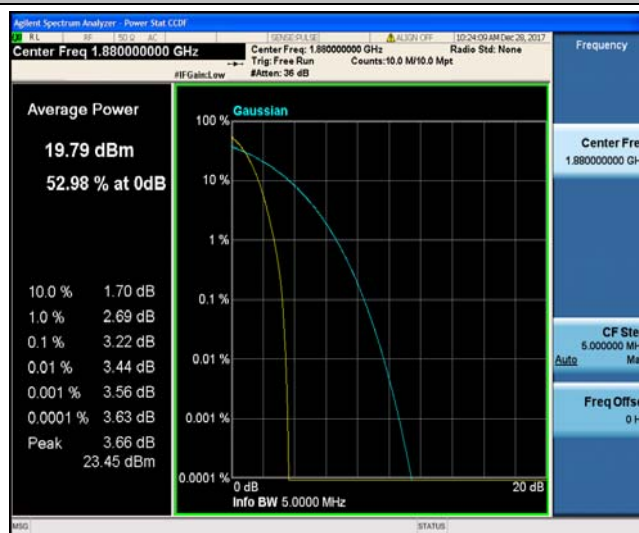 Agilent Spectrum Analyzer - Power Stat CCDF
RL RF 50 Ω AC SENSE:PULSE ALIGN OFF 10:24:09 AM Dec 28, 2017
Center Freq 1.880000000 GHz
Center Freq: 1.880000000 GHz Radio Std: None
Trig: Free Run Counts:10.0 M/10.0 Mpt
#IFGain:Low #Atten: 36 dB
Frequency
Average Power
19.79 dBm
52.98 % at 0dB
10.0 % 1.70 dB
1.0 % 2.69 dB
0.1 % 3.22 dB
0.01 % 3.44 dB
0.001 % 3.56 dB
0.0001 % 3.63 dB
Peak 3.66 dB
23.45 dBm
Gaussian
100 %
10 %
1 %
0.1 %
0.01 %
0.001 %
0.0001 %
0 dB 20 dB
Info BW 5.0000 MHz
Center Fre
1.880000000 GH
CF Ste
5.000000 MH
Auto Ma
Freq Offse
0 H
MSG STATUS